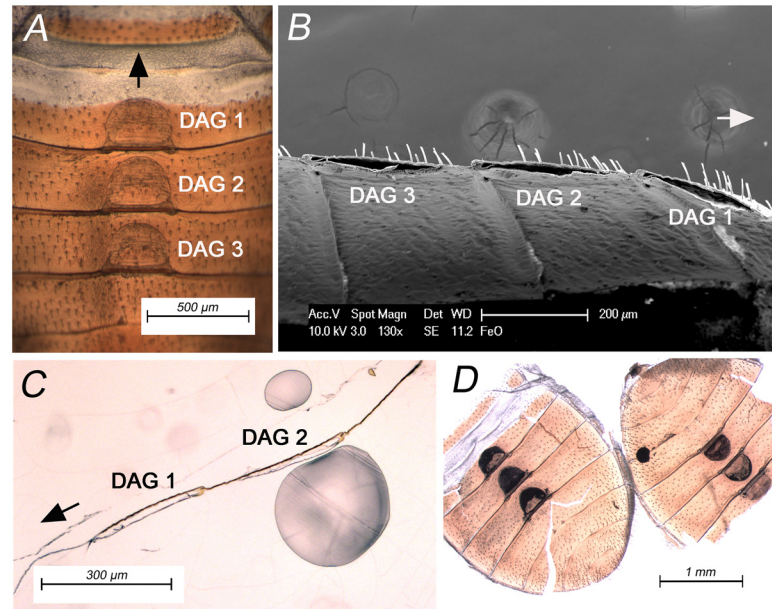 A
DAG 1
DAG 2
DAG 3
500 µm
B
DAG 3
DAG 2
DAG 1
Acc.V Spot Magn Det WD
10.0 kV 3.0 130x SE 11.2 FeO
200 µm
C
DAG 2
DAG 1
300 µm
D
1 mm